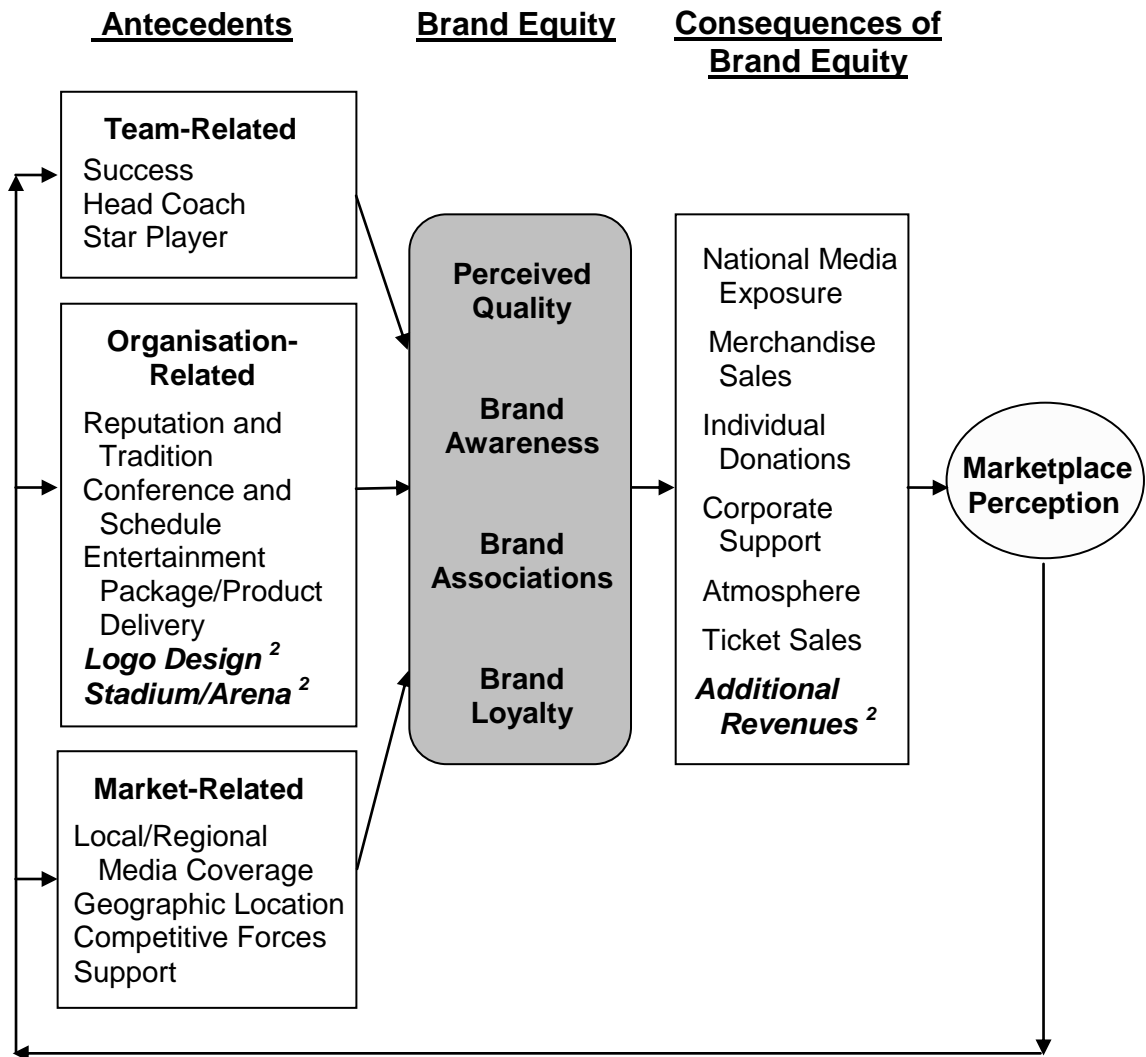 Antecedents
Brand Equity
Consequences of
Brand Equity
Team-Related
Success
Head Coach
Star Player
Organisation-
Related
Reputation and
Tradition
Conference and
Schedule
Entertainment
Package/Product
Delivery
Logo Design ²
Stadium/Arena ²
Market-Related
Local/Regional
Media Coverage
Geographic Location
Competitive Forces
Support
Perceived
Quality
Brand
Awareness
Brand
Associations
Brand
Loyalty
National Media
Exposure
Merchandise
Sales
Individual
Donations
Corporate
Support
Atmosphere
Ticket Sales
Additional
Revenues ²
Marketplace
Perception